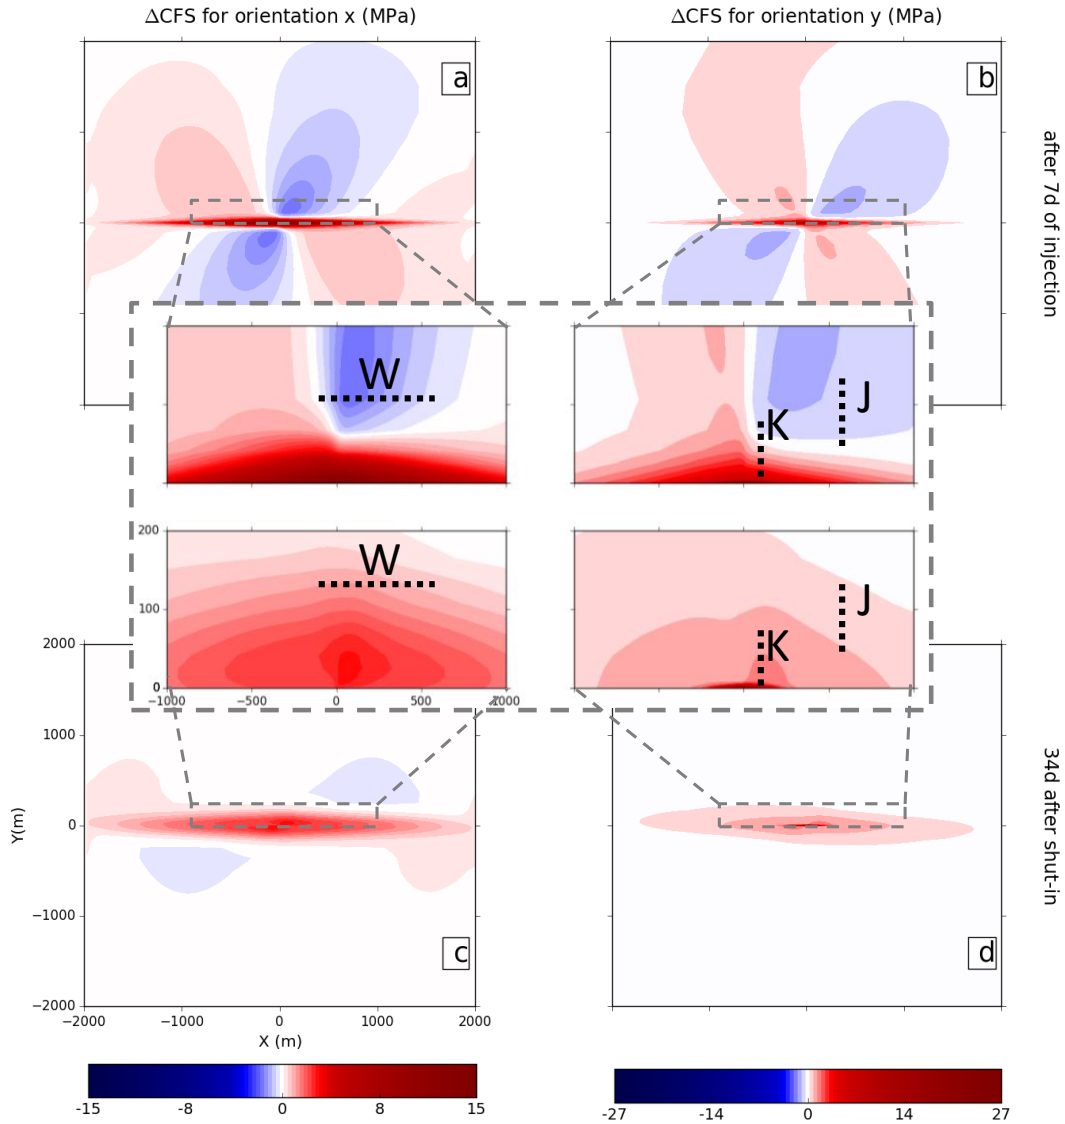 ΔCFS for orientation x (MPa)
ΔCFS for orientation y (MPa)
a
b
after 7d of injection
W
K
J
200
100
0
−1000
−500
0
500
1000
2000
W
K
J
2000
1000
0
−1000
−2000
Y(m)
−2000
−1000
0
1000
2000
X (m)
c
d
34d after shut-in
-15
-8
0
8
15
-27
-14
0
14
27